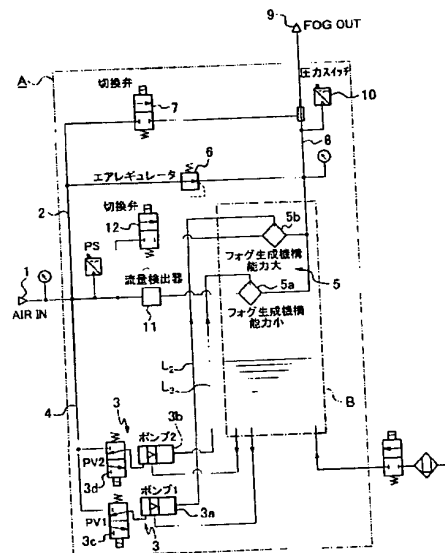 9
FOG OUT
A
切換弁
7
圧力スイッチ
10
8
6
エアレギュレータ
2
切換弁
12
PS
5b
フォグ生成機構
能力大
5
流量検出器
11
5a
フォグ生成機構
能力小
1
AIR IN
L2
L3
B
4
3
ポンプ2
3b
PV2
3d
ポンプ1
3a
PV1
3c
3